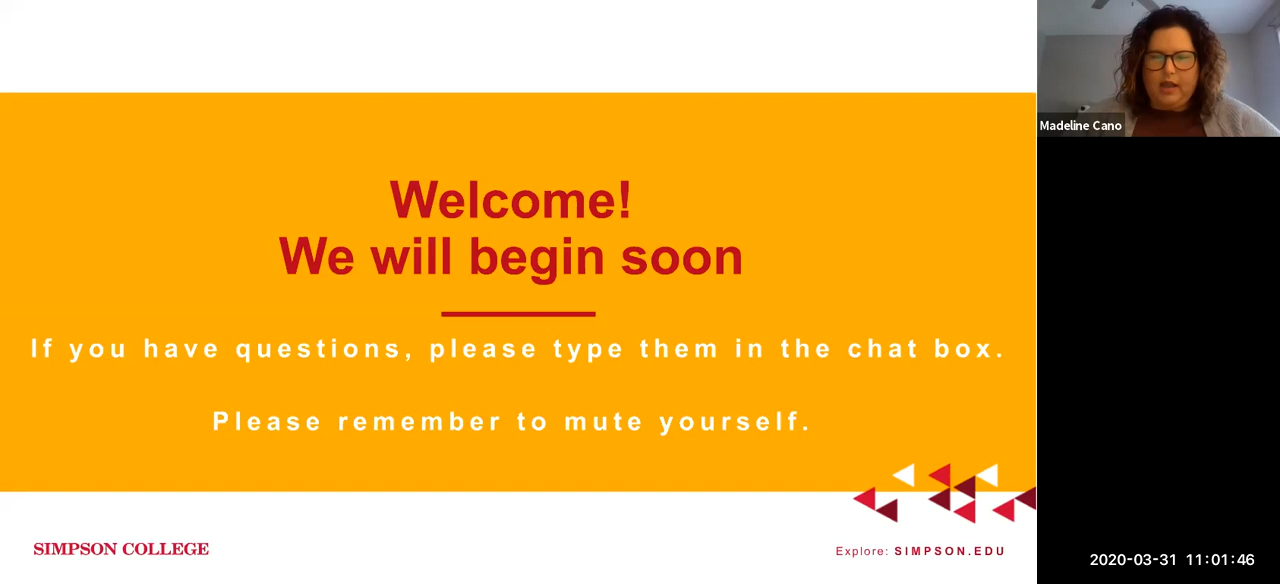 Welcome!
We will begin soon
If you have questions, please type them in the chat box.
Please remember to mute yourself.
SIMPSON COLLEGE
Explore: SIMPSON.EDU
Madeline Cano
2020-03-31 11:01:46